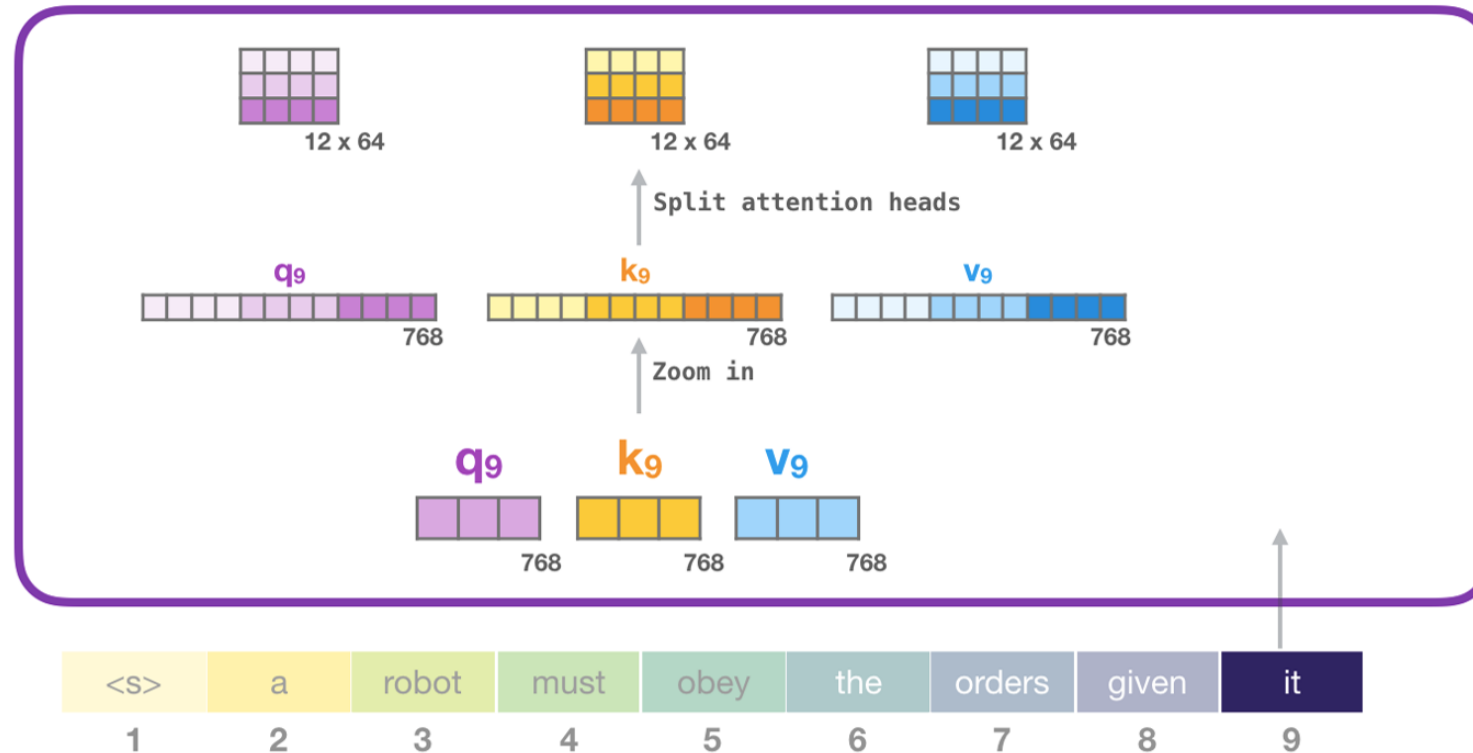 12 x 64 12 x 64 12 x 64
Split attention heads
q9 k9 v9
768 768 768
Zoom in
q9 k9 v9
768 768 768
<s> a robot must obey the orders given it
1 2 3 4 5 6 7 8 9